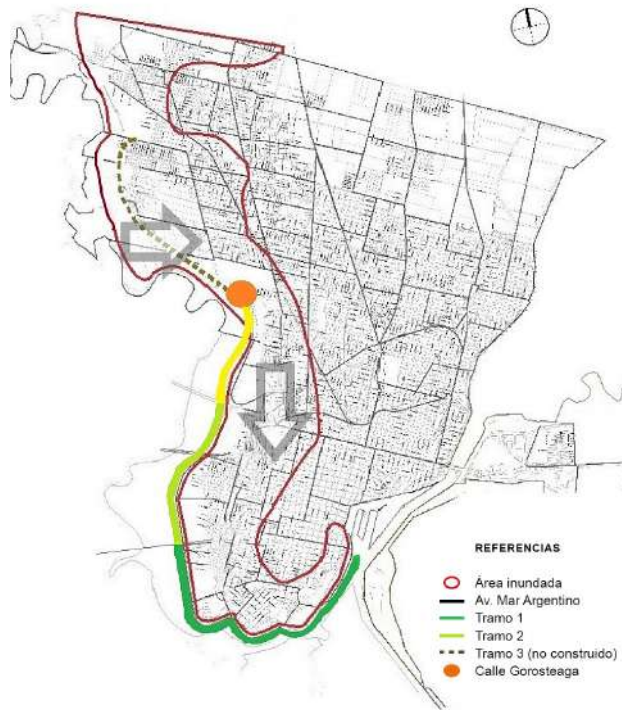 REFERENCIAS
Área inundada
Av. Mar Argentino
Tramo 1
Tramo 2
Tramo 3 (no construido)
Calle Gorosteaga